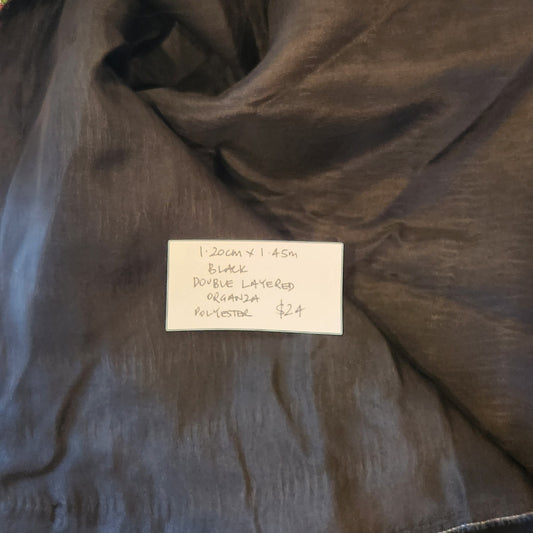 1.20cm x 1.45m
BLACK
DOUBLE LAYERED
ORGANZA
POLYESTER $24